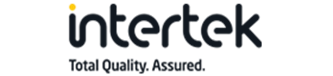 intertek
Total Quality. Assured.